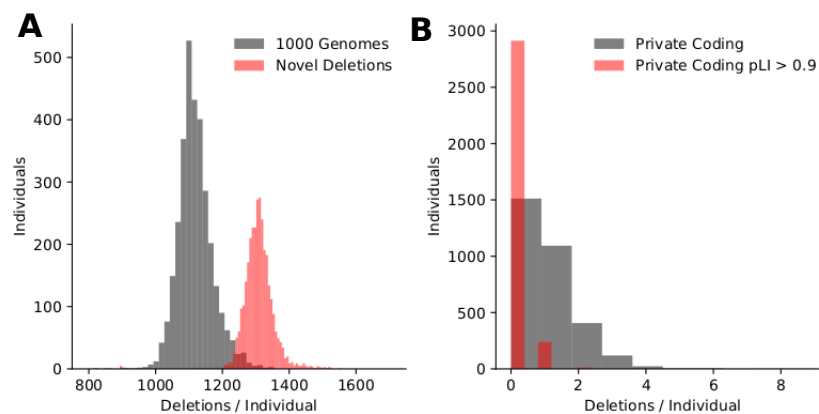 A
1000 Genomes
Novel Deletions
500
400
300
200
100
0
Individuals
800 1000 1200 1400 1600
Deletions / Individual
B
Private Coding
Private Coding pLI > 0.9
3000
2500
2000
1500
1000
500
0
Individuals
0 2 4 6 8
Deletions / Individual